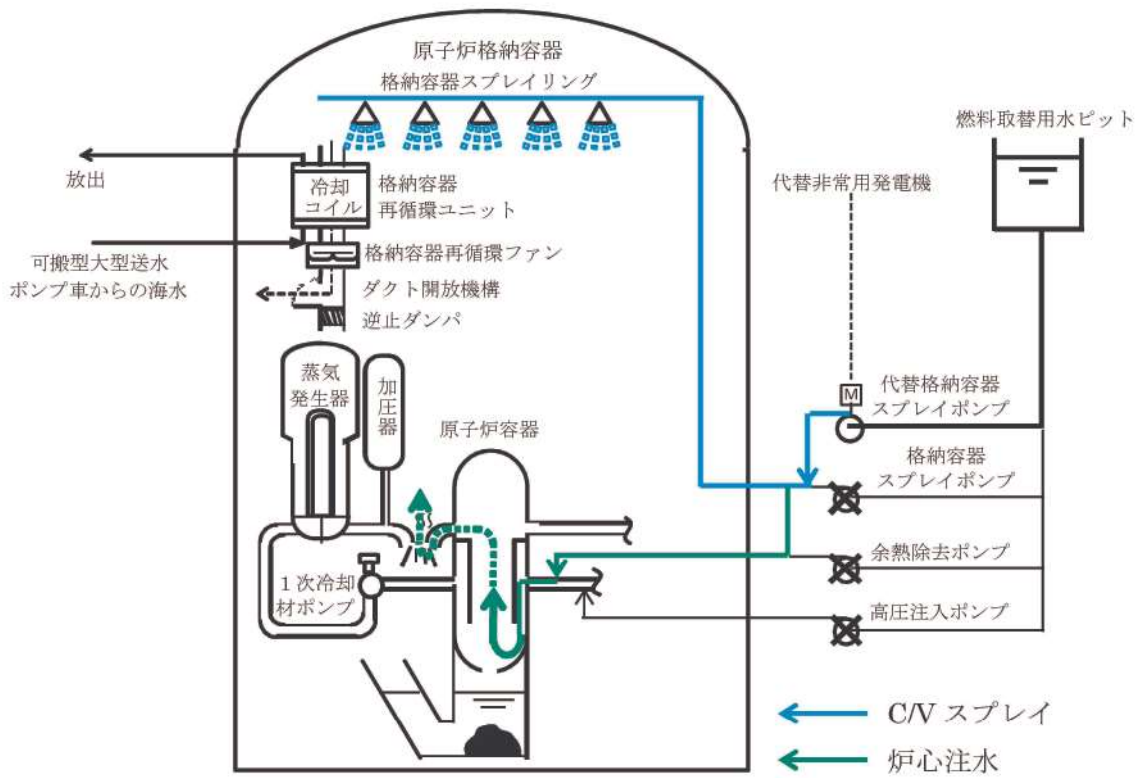 原子炉格納容器
格納容器スプレイリング
燃料取替用水ピット
代替非常用発電機
放出
冷却
コイル
格納容器
再循環ユニット
格納容器再循環ファン
可搬型大型送水
ポンプ車からの海水
ダクト開放機構
逆止ダンパ
蒸気
発生器
加圧器
原子炉容器
M
代替格納容器
スプレイポンプ
格納容器
スプレイポンプ
余熱除去ポンプ
高圧注入ポンプ
1次冷却
材ポンプ
C/V スプレイ
炉心注水